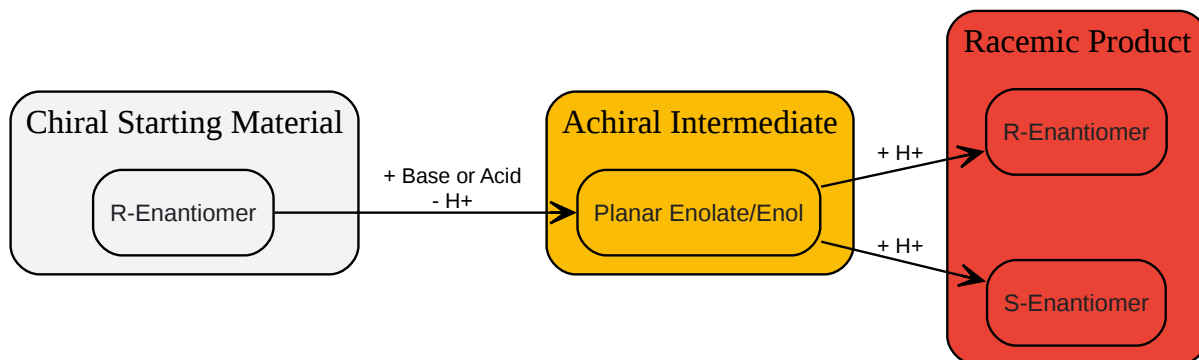 Chiral Starting Material
R-Enantiomer
+ Base or Acid
- H+
Achiral Intermediate
Planar Enolate/Enol
+ H+
+ H+
Racemic Product
R-Enantiomer
S-Enantiomer